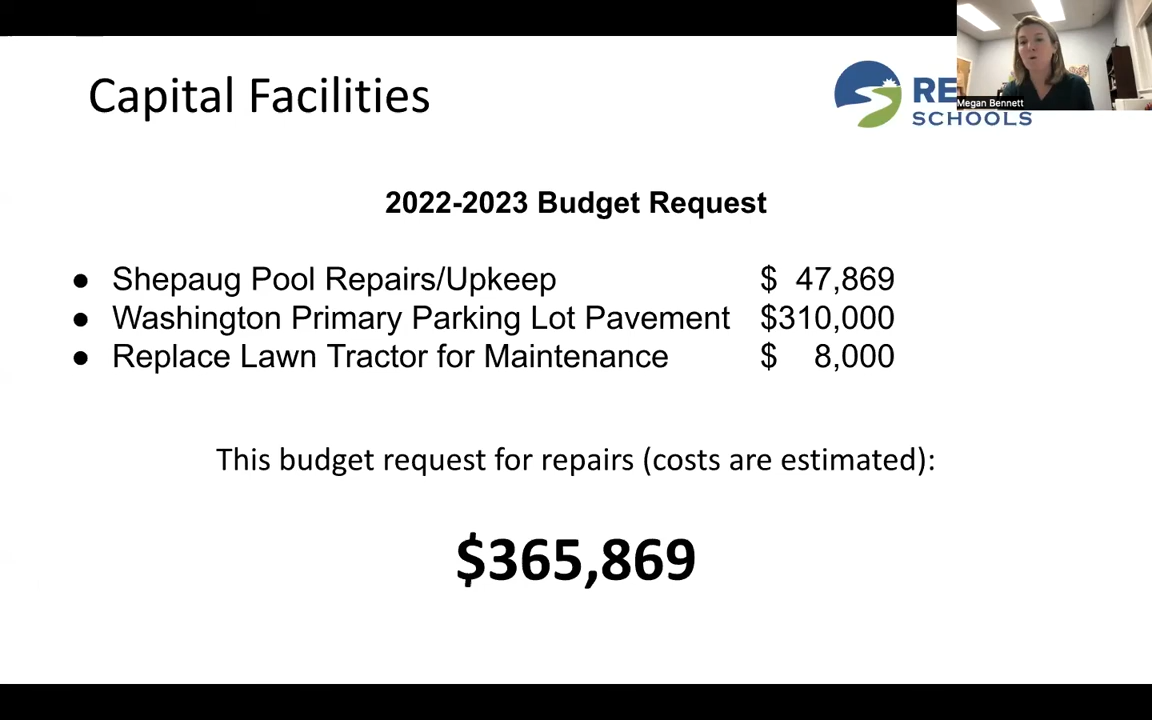 Capital Facilities
RE
SCHOOLS
Megan Bennett
2022-2023 Budget Request
● Shepaug Pool Repairs/Upkeep $ 47,869
● Washington Primary Parking Lot Pavement $310,000
● Replace Lawn Tractor for Maintenance $ 8,000
This budget request for repairs (costs are estimated):
$365,869